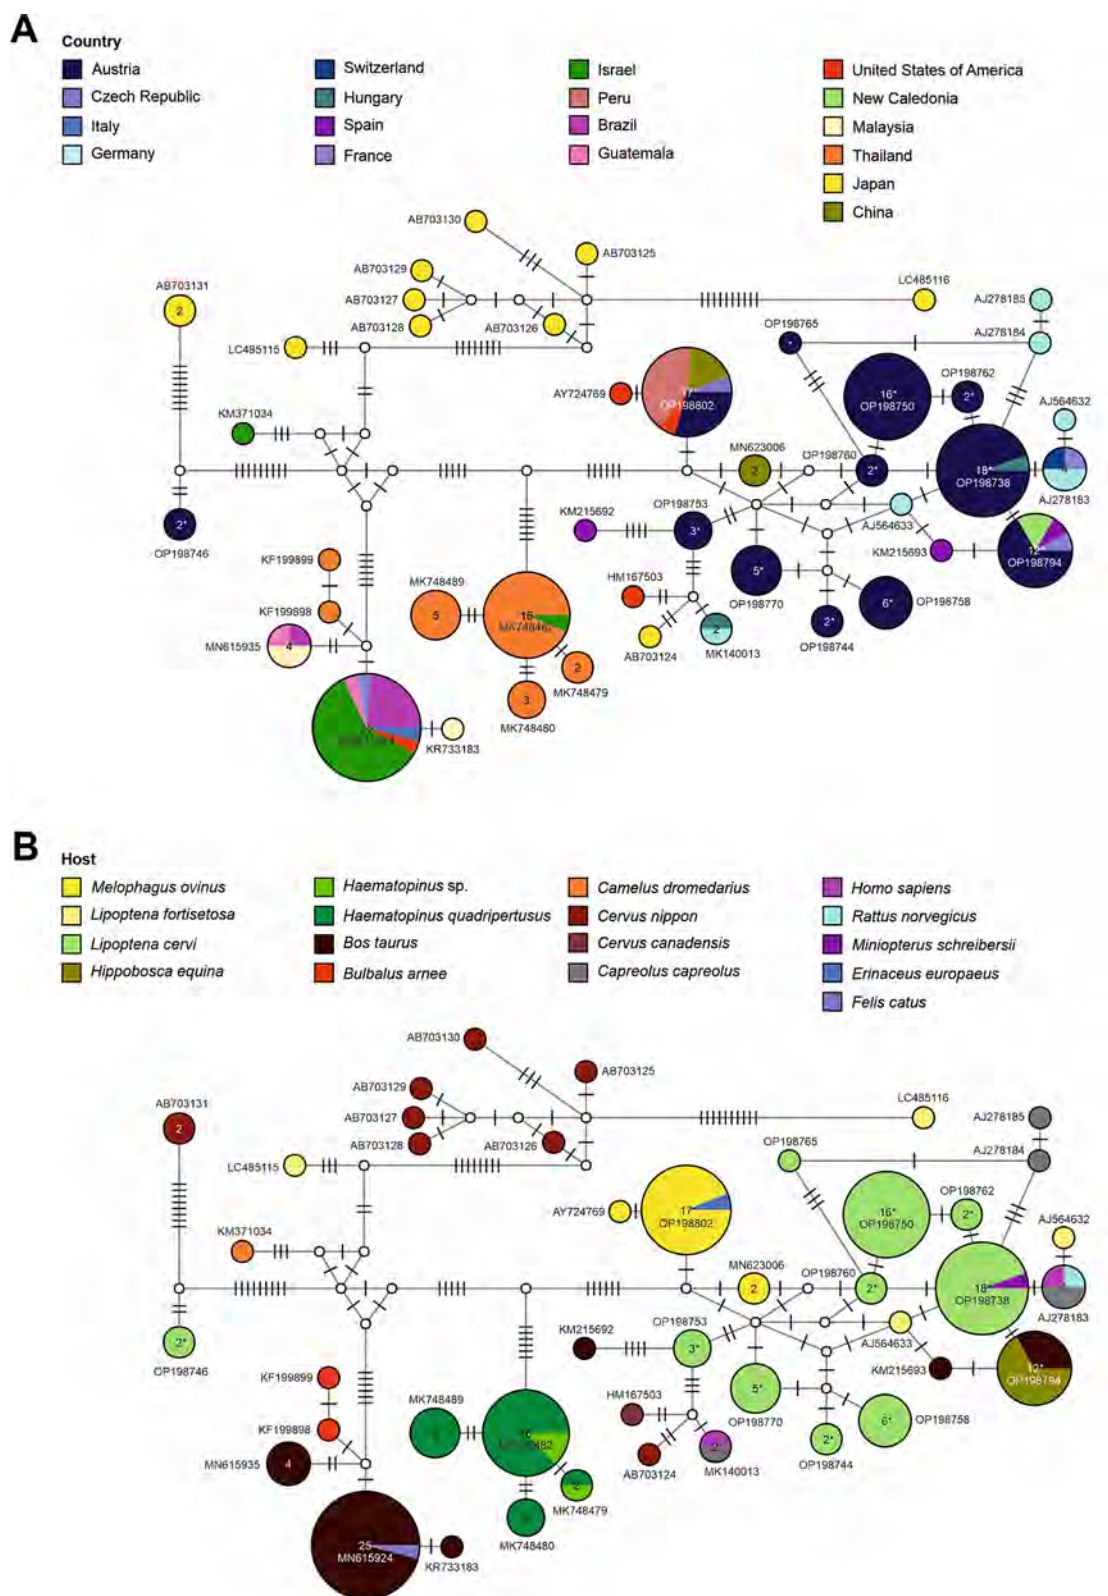 A
Country
Austria
Czech Republic
Italy
Germany
Switzerland
Hungary
Spain
France
Israel
Peru
Brazil
Guatemala
United States of America
New Caledonia
Malaysia
Thailand
Japan
China
AB703130
AB703125
AB703129
AB703131
2
AB703127
AB703128
AB703126
LC485116
AJ278185
AJ278184
OP198765
LC485115
OP198762
16*
OP198750
2*
AY724769
17
OP198802
AJ564632
KM371034
MN623006
2
OP198760
2*
18*
OP198738
AJ278183
KM215692
OP198753
3*
AJ564633
KM215693
12*
OP198794
2*
OP198746
KF199899
MK748489
5
16
HM167503
5*
OP198770
6*
OP198758
KF199898
2
MK748479
AB703124
2
MK140013
2*
OP198744
MN615935
4
3
MK748480
KR733183
B
Host
Melophagus ovinus
Lipoptena fortisetosa
Lipoptena cervi
Hippobosca equina
Haematopinus sp.
Haematopinus quadripertusus
Bos taurus
Bulbalus arnee
Camelus dromedarius
Cervus nippon
Cervus canadensis
Capreolus capreolus
Homo sapiens
Rattus norvegicus
Miniopterus schreibersii
Erinaceus europaeus
Felis catus
AB703130
AB703125
AB703129
AB703131
2
AB703127
AB703128
AB703126
LC485116
AJ278185
AJ278184
OP198765
LC485115
OP198762
16*
OP198750
2*
AY724769
17
OP198802
AJ564632
KM371034
MN623006
2
OP198760
2*
18*
OP198738
AJ278183
KM215692
OP198753
3*
AJ564633
KM215693
12*
OP198794
2*
OP198746
KF199899
MK748489
HM167503
5*
OP198770
6*
OP198758
KF199898
2
MK748479
AB703124
2
MK140013
2*
OP198744
MN615935
4
MK748480
25
MN615924
KR733183